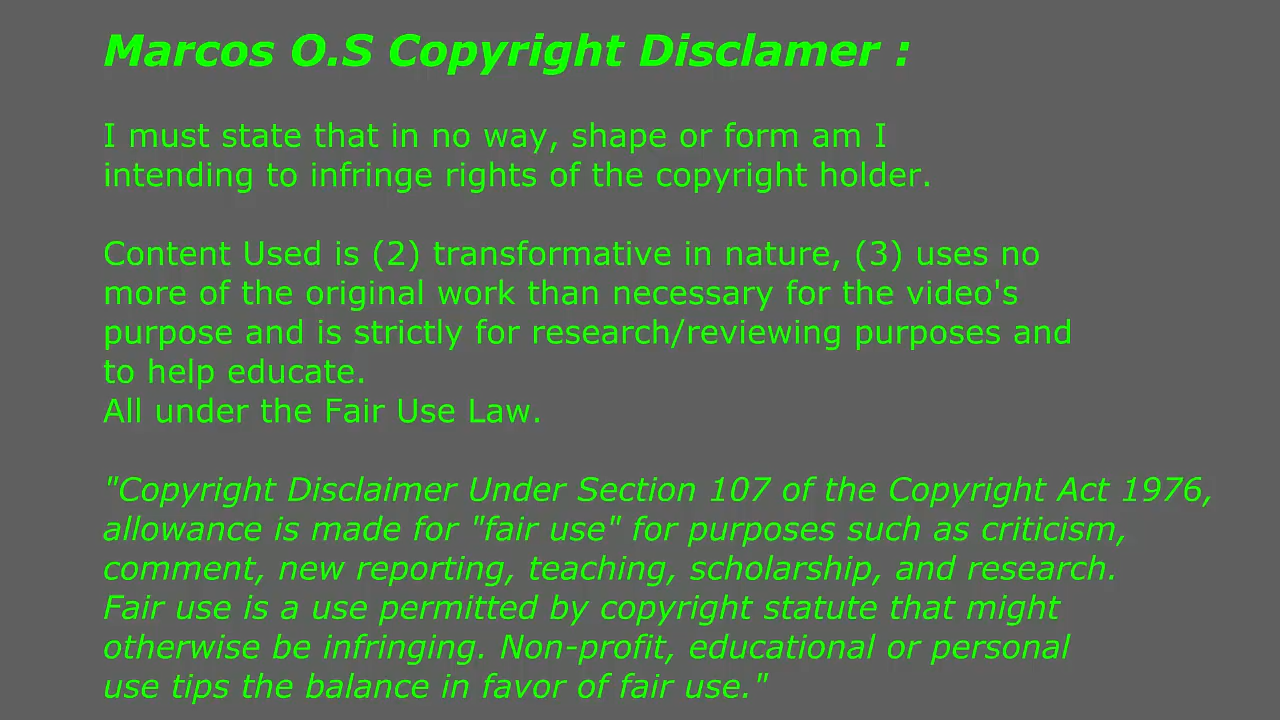 Marcos O.S Copyright Disclamer :
I must state that in no way, shape or form am I
intending to infringe rights of the copyright holder.
Content Used is (2) transformative in nature, (3) uses no
more of the original work than necessary for the video's
purpose and is strictly for research/reviewing purposes and
to help educate.
All under the Fair Use Law.
"Copyright Disclaimer Under Section 107 of the Copyright Act 1976,
allowance is made for "fair use" for purposes such as criticism,
comment, new reporting, teaching, scholarship, and research.
Fair use is a use permitted by copyright statute that might
otherwise be infringing. Non-profit, educational or personal
use tips the balance in favor of fair use."